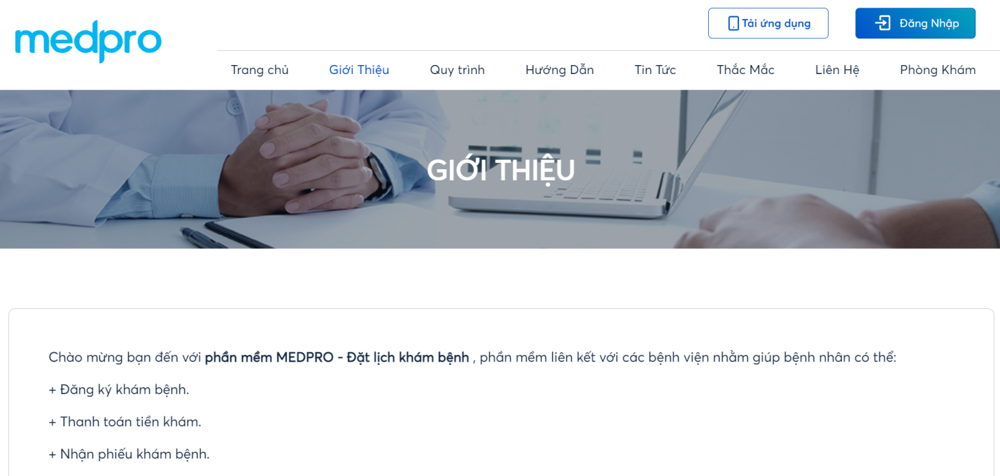 medpro
Tải ứng dụng
Đăng Nhập
Trang chủ Giới Thiệu Quy trình Hướng Dẫn Tin Tức Thắc Mắc Liên Hệ Phòng Khám
GIỚI THIỆU
Chào mừng bạn đến với phần mềm MEDPRO - Đặt lịch khám bệnh , phần mềm liên kết với các bệnh viện nhằm giúp bệnh nhân có thể:
+ Đăng ký khám bệnh.
+ Thanh toán tiền khám.
+ Nhận phiếu khám bệnh.